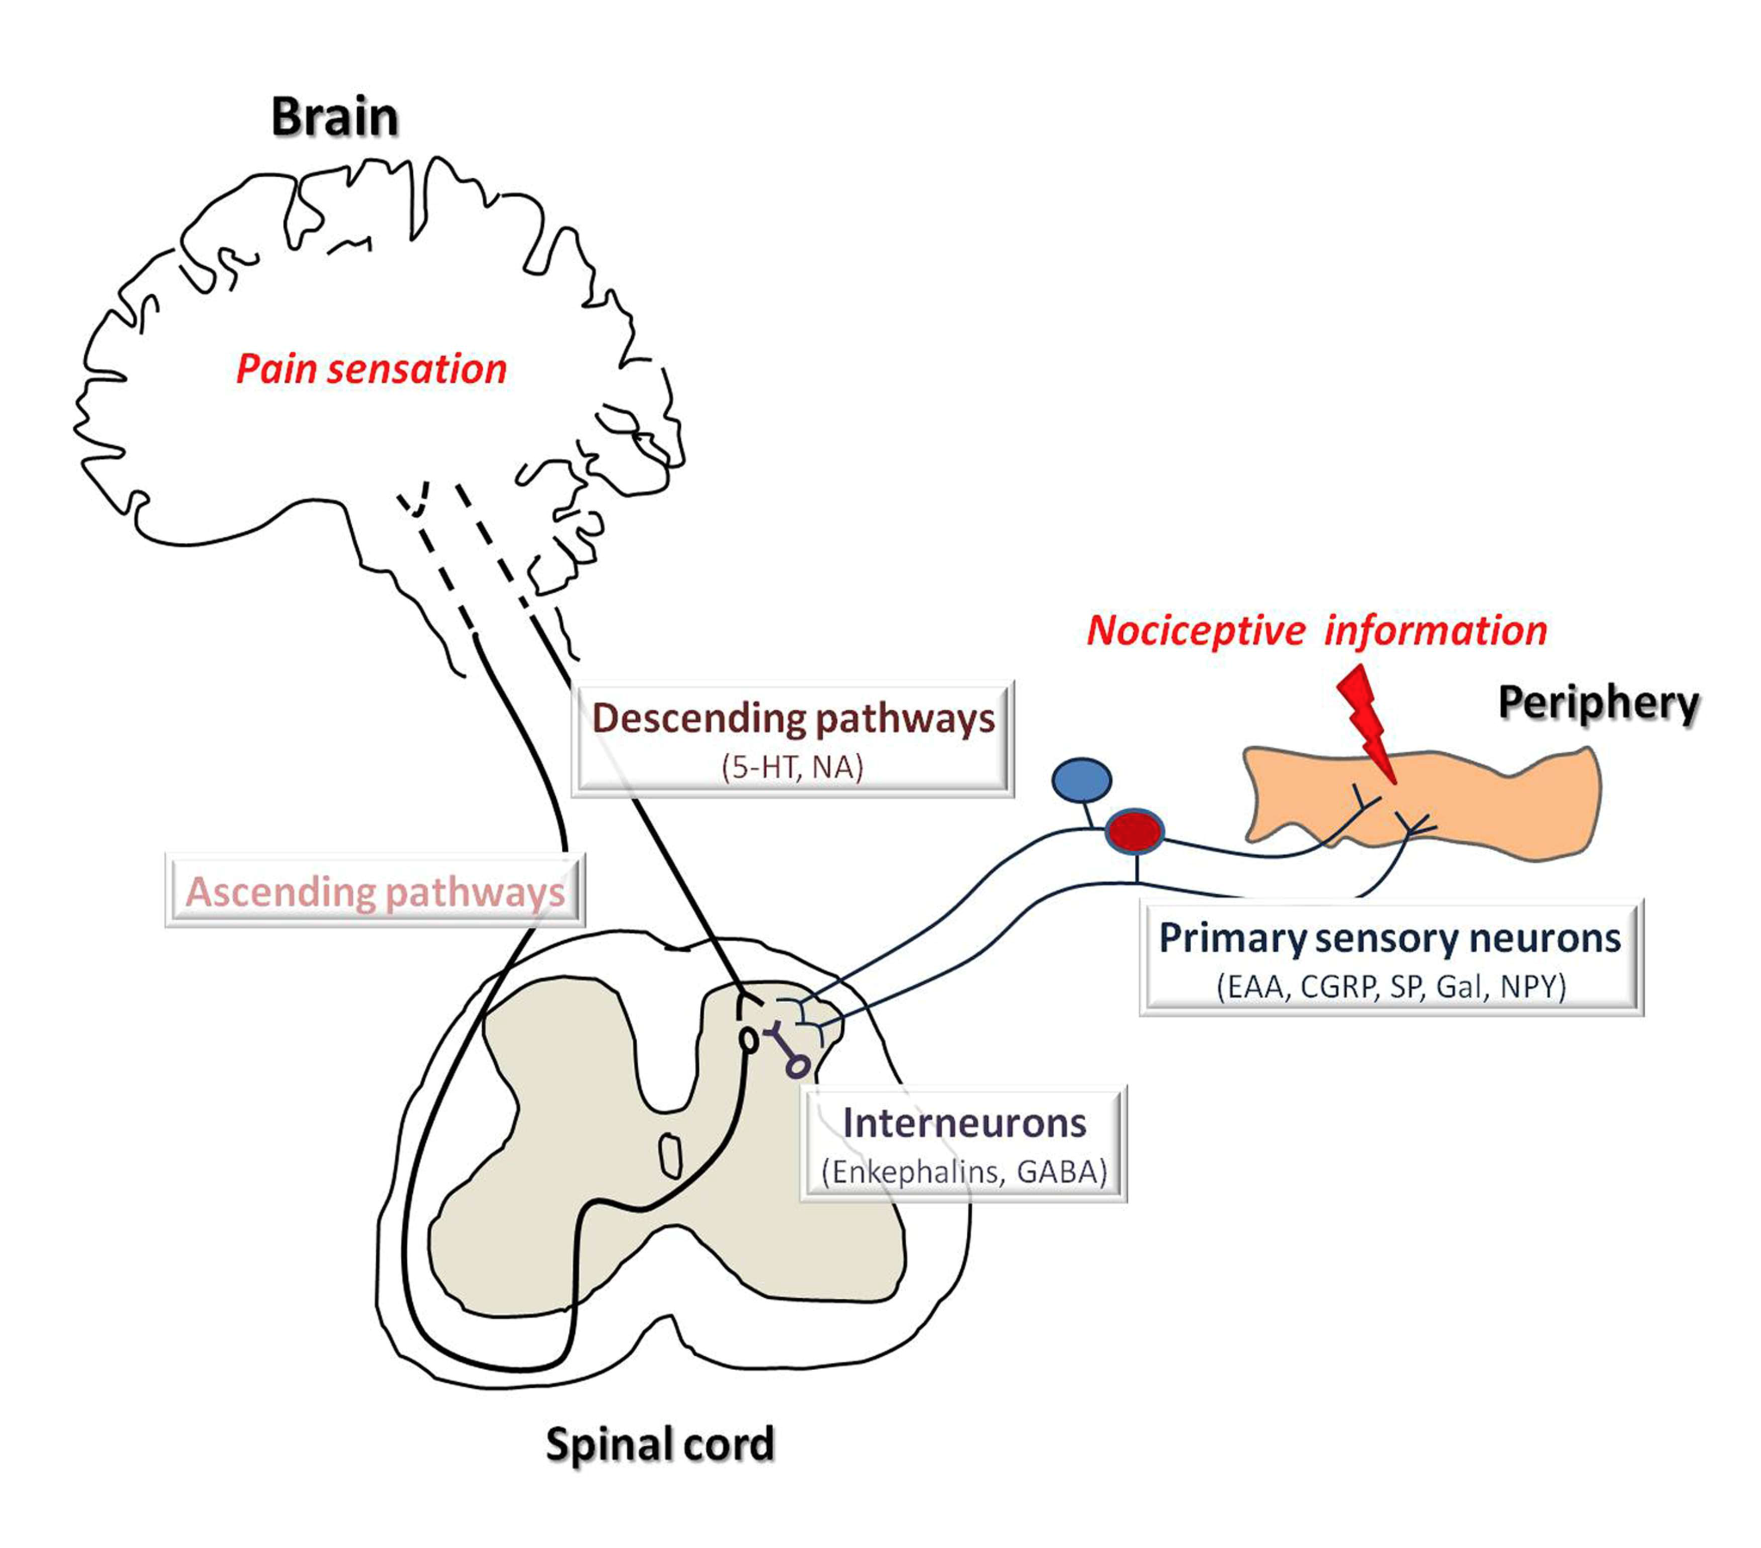 Brain
Pain sensation
Nociceptive information
Periphery
Descending pathways
(5-HT, NA)
Ascending pathways
Primary sensory neurons
(EAA, CGRP, SP, Gal, NPY)
Interneurons
(Enkephalins, GABA)
Spinal cord